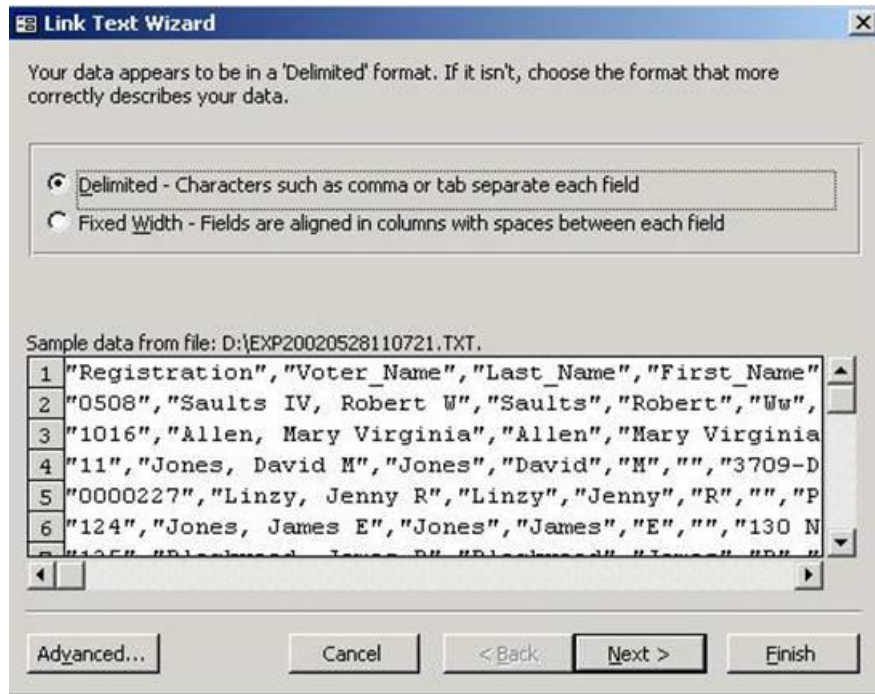 Link Text Wizard
Your data appears to be in a 'Delimited' format. If it isn't, choose the format that more
correctly describes your data.
Delimited - Characters such as comma or tab separate each field
Fixed Width - Fields are aligned in columns with spaces between each field
Sample data from file: D:\EXP20020528110721.TXT.
1 "Registration","Voter_Name","Last_Name","First_Name"
2 "0508","Saults IV, Robert W","Saults","Robert","Ww",
3 "1016","Allen, Mary Virginia","Allen","Mary Virginia
4 "11","Jones, David M","Jones","David","M","","3709-D
5 "0000227","Linzy, Jenny R","Linzy","Jenny","R","","P
6 "124","Jones, James E","Jones","James","E","","130 N
Advanced... Cancel < Back Next > Finish